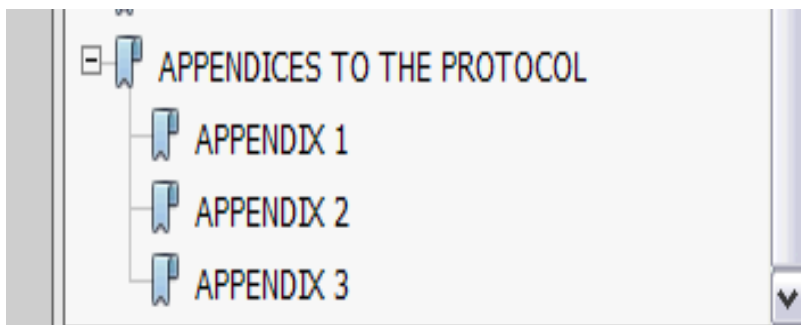 APPENDICES TO THE PROTOCOL
APPENDIX 1
APPENDIX 2
APPENDIX 3